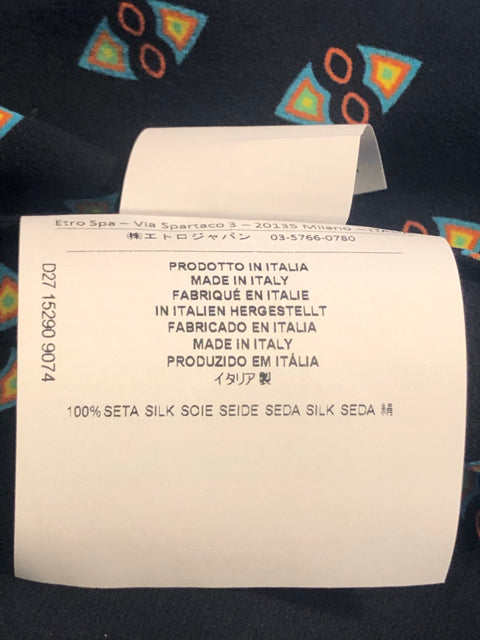 Etro Spa – Via Spartaco 3 – 20135 Milano –
㈱エトロジャパン 03-5766-0780
PRODOTTO IN ITALIA
MADE IN ITALY
FABRIQUÉ EN ITALIE
IN ITALIEN HERGESTELLT
FABRICADO EN ITALIA
MADE IN ITALY
PRODUZIDO EM ITÁLIA
イタリア製
100% SETA SILK SOIE SEIDE SEDA SILK SEDA 絹
D27 15290 9074